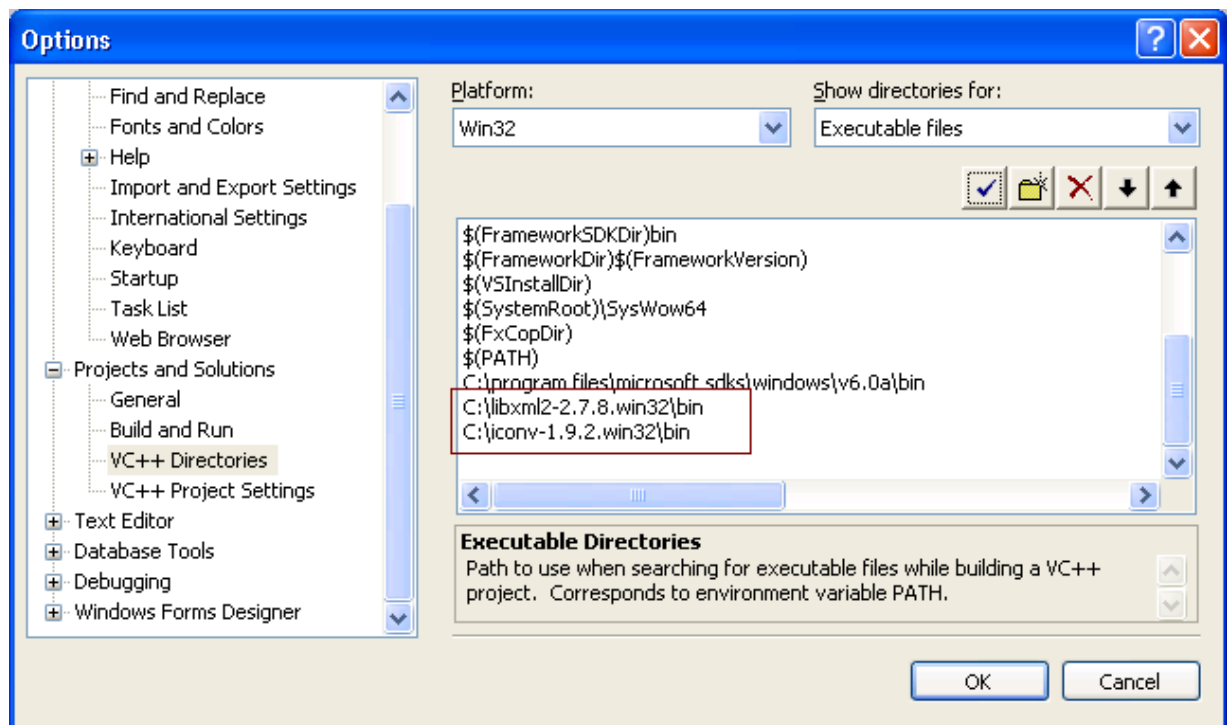 Options
Find and Replace
Fonts and Colors
Help
Import and Export Settings
International Settings
Keyboard
Startup
Task List
Web Browser
Projects and Solutions
General
Build and Run
VC++ Directories
VC++ Project Settings
Text Editor
Database Tools
Debugging
Windows Forms Designer
Platform:
Win32
Show directories for:
Executable files
$(FrameworkSDKDir)bin
$(FrameworkDir)$(FrameworkVersion)
$(VSInstallDir)
$(SystemRoot)\SysWow64
$(FxCopDir)
$(PATH)
C:\program files\microsoft sdks\windows\v6.0a\bin
C:\libxml2-2.7.8.win32\bin
C:\iconv-1.9.2.win32\bin
Executable Directories
Path to use when searching for executable files while building a VC++
project.  Corresponds to environment variable PATH.
OK
Cancel